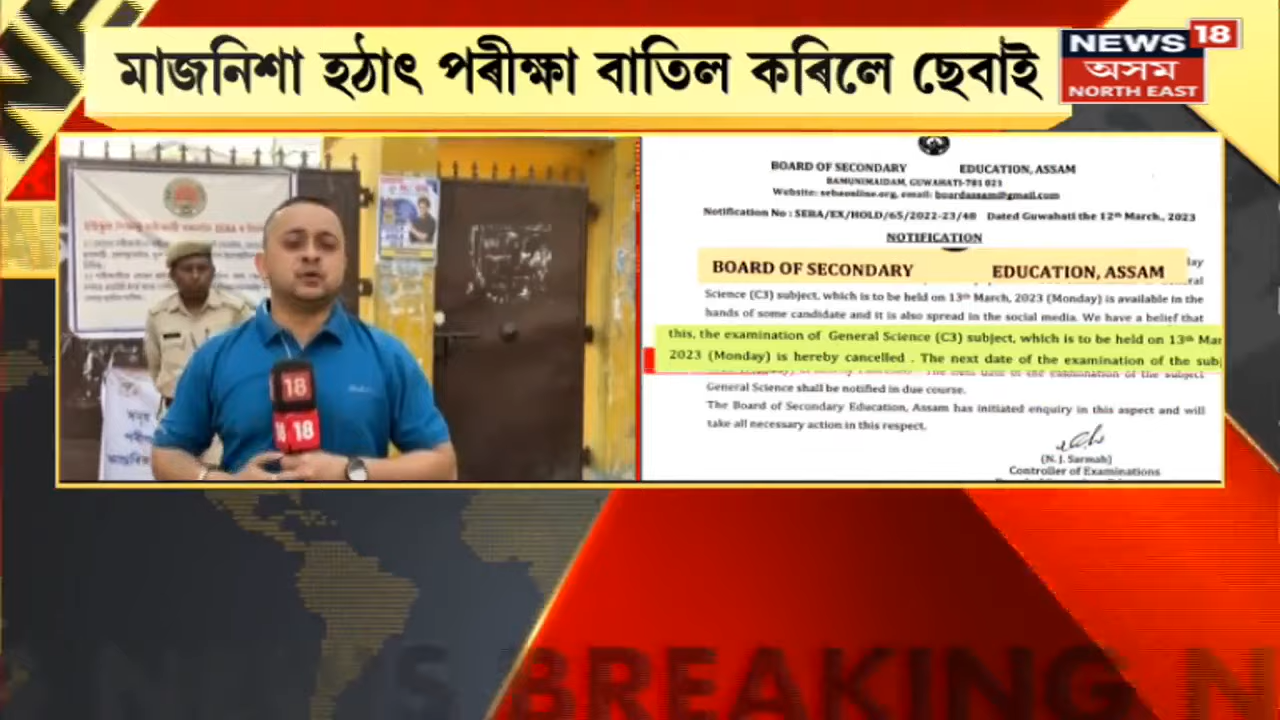 মাজনিশা হঠাৎ পৰীক্ষা বাতিল কৰিলে ছেবাই
NEWS 18
অসম
NORTH EAST
BOARD OF SECONDARY EDUCATION, ASSAM
BAMUNIMAIDAM, GUWAHATI-781 021
Website: sebaonline.org, email: boardassam@gmail.com
Notification No : SEBA/EX/HOLD/65/2022-23/48 Dated Guwahati the 12th March., 2023
NOTIFICATION
BOARD OF SECONDARY EDUCATION, ASSAM
Science (C3) subject, which is to be held on 13th March, 2023 (Monday) is available in the
hands of some candidate and it is also spread in the social media. We have a belief that
this, the examination of General Science (C3) subject, which is to be held on 13th Mar
2023 (Monday) is hereby cancelled . The next date of the examination of the subj
General Science shall be notified in due course.
The Board of Secondary Education, Assam has initiated enquiry in this aspect and will
take all necessary action in this respect.
(N. J. Sarmah)
Controller of Examinations
18
18 18
NEWS BREAKING N